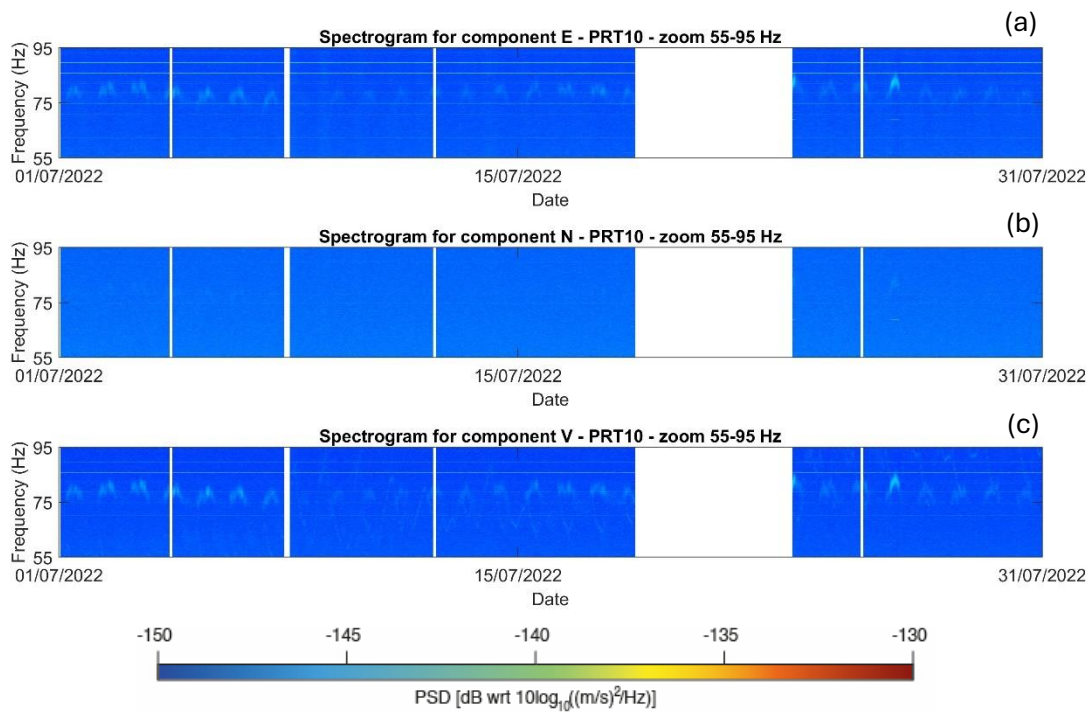 (a)
Spectrogram for component E - PRT10 - zoom 55-95 Hz
Frequency (Hz)
95
75
55
01/07/2022 15/07/2022 31/07/2022
Date
(b)
Spectrogram for component N - PRT10 - zoom 55-95 Hz
Frequency (Hz)
95
75
55
01/07/2022 15/07/2022 31/07/2022
Date
(c)
Spectrogram for component V - PRT10 - zoom 55-95 Hz
Frequency (Hz)
95
75
55
01/07/2022 15/07/2022 31/07/2022
Date
-150 -145 -140 -135 -130
PSD [dB wrt 10log₁₀((m/s)²/Hz)]